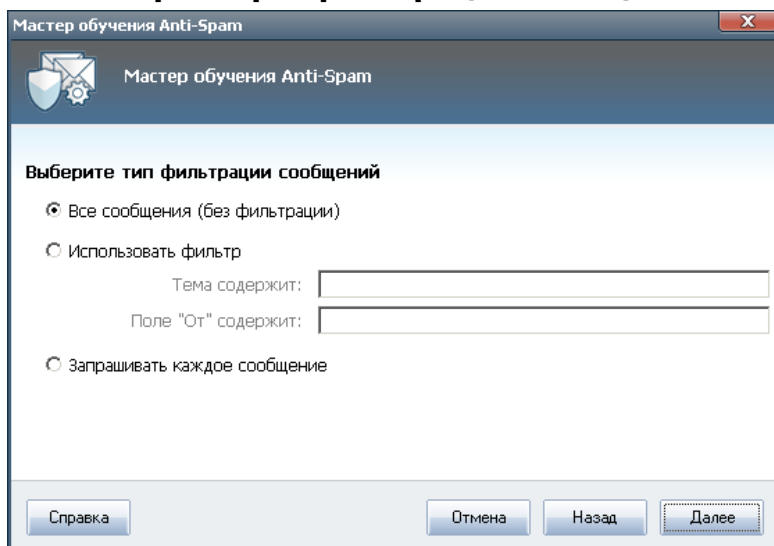 Мастер обучения Anti-Spam
Мастер обучения Anti-Spam
Выберите тип фильтрации сообщений
Все сообщения (без фильтрации)
Использовать фильтр
Тема содержит:
Поле "От" содержит:
Запрашивать каждое сообщение
Справка Отмена Назад Далее